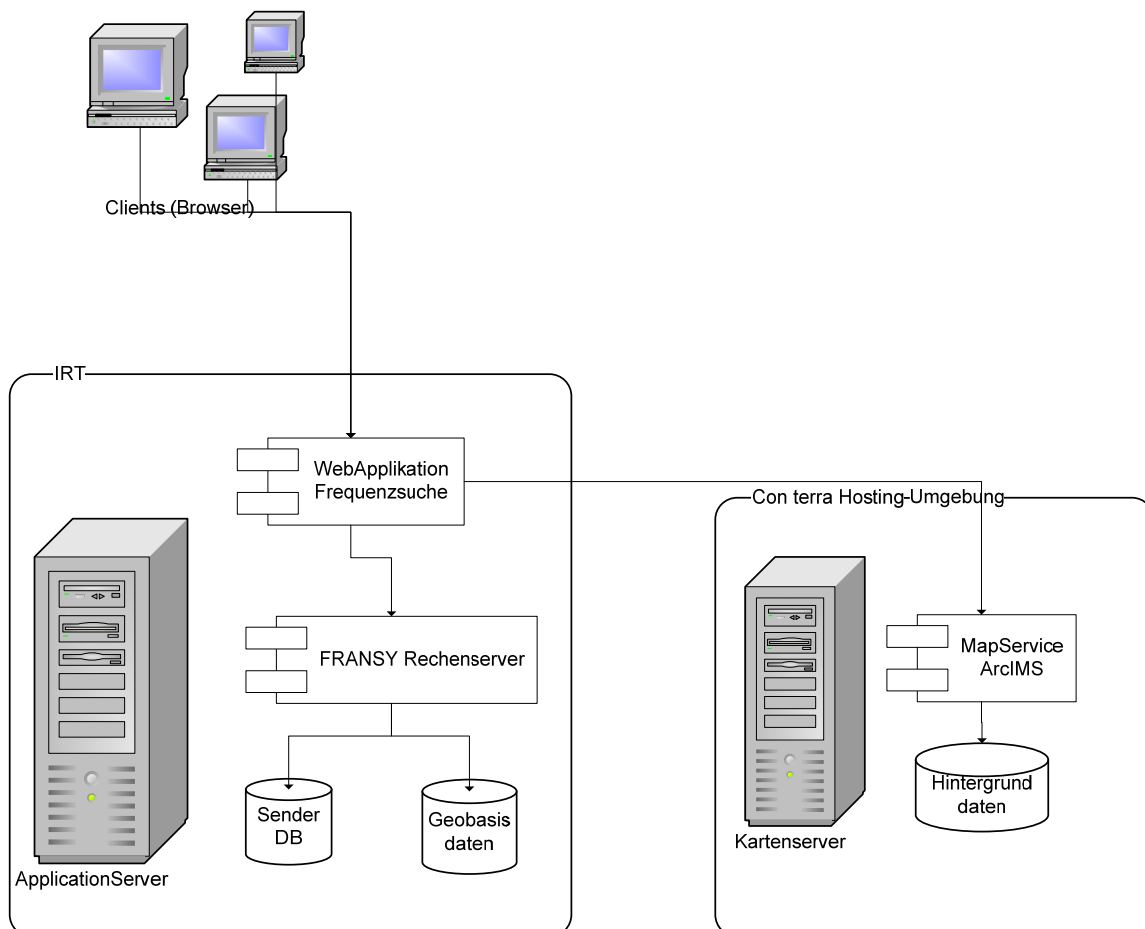 Clients (Browser)
IRT
WebApplikation
Frequenzsuche
Con terra Hosting-Umgebung
FRANSY Rechenserver
MapService
ArcIMS
Sender
DB
Geobasis
daten
Hintergrund
daten
Kartenserver
ApplicationServer